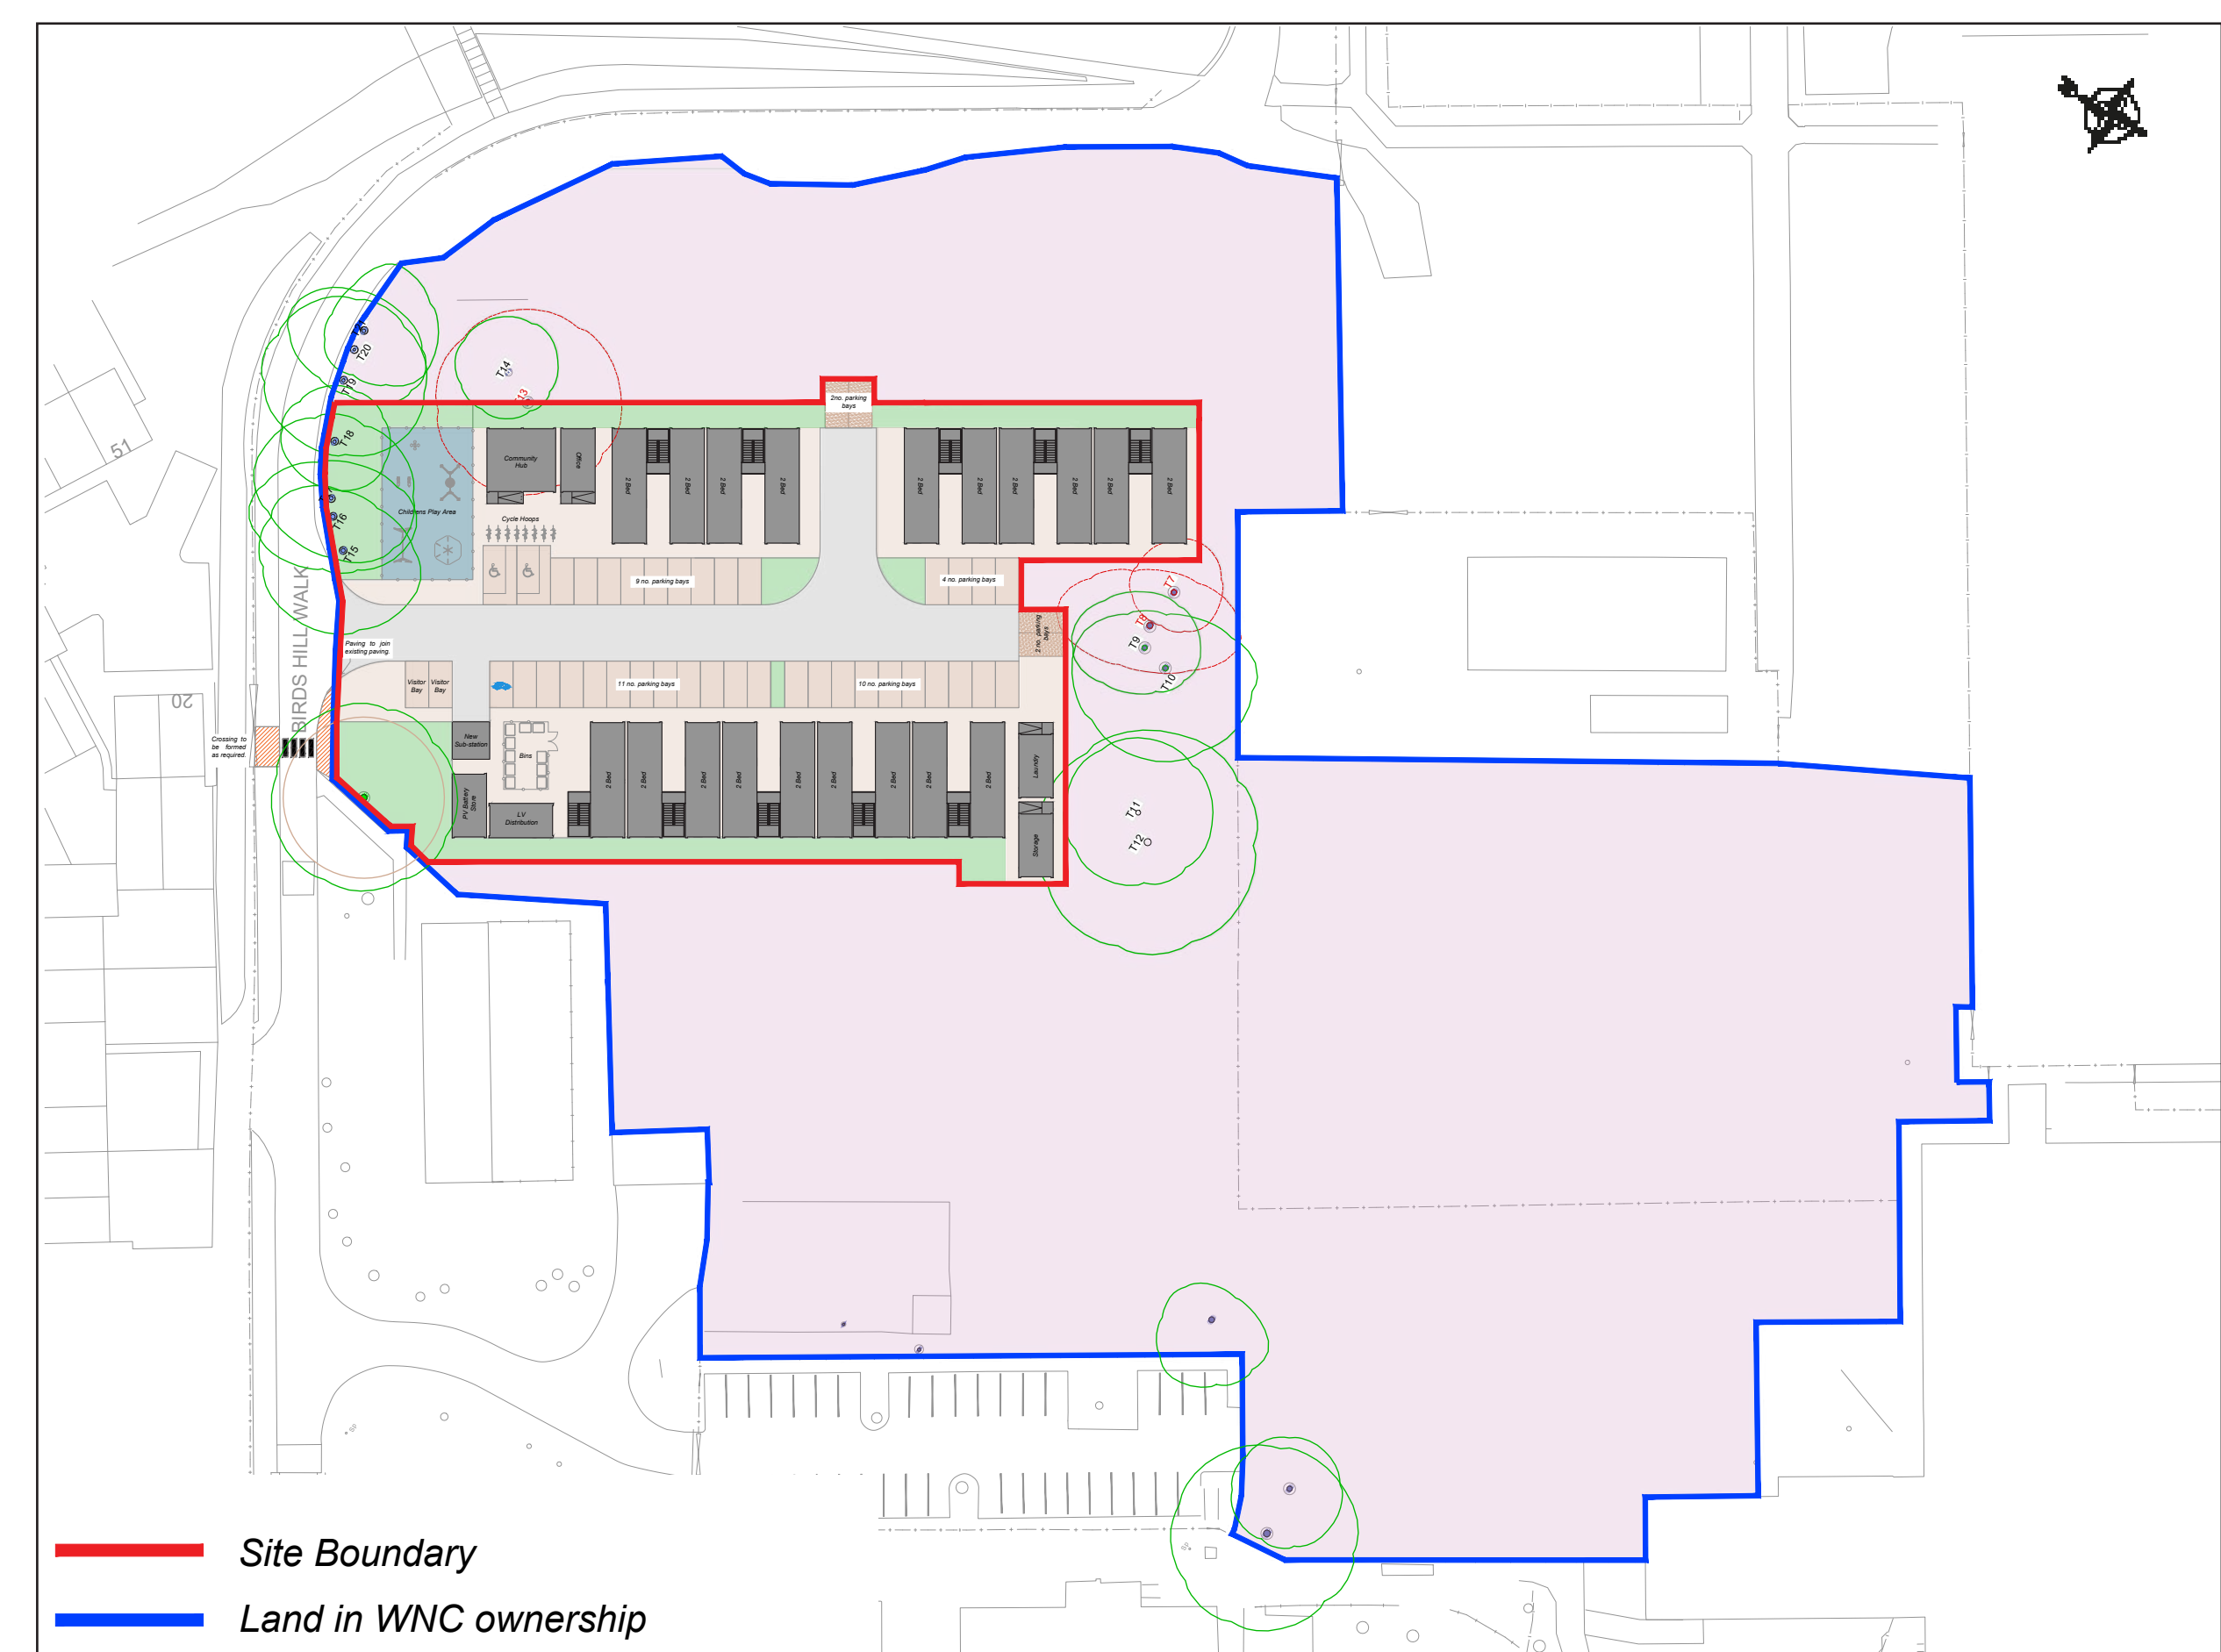 T21
T20
T19
T14
T13
2no. parking
bays
51
T18
Community
Hub
Office
2 Bed
2 Bed
2 Bed
2 Bed
2 Bed
2 Bed
2 Bed
2 Bed
2 Bed
2 Bed
Childrens Play Area
Cycle Hoops
T16
T15
9 no. parking bays
4 no. parking bays
T7
T8
T9
T10
2 no. parking
bays
BIRDS HILL WALK
Paving to join
existing paving.
Visitor
Bay
Visitor
Bay
11 no. parking bays
10 no. parking bays
20
Crossing to
be formed
as required.
New
Sub-station
Bins
2 Bed
2 Bed
2 Bed
2 Bed
2 Bed
2 Bed
2 Bed
2 Bed
2 Bed
Laundry
PV Battery
Store
LV
Distribution
Storage
T11
T12
Site Boundary
Land in WNC ownership